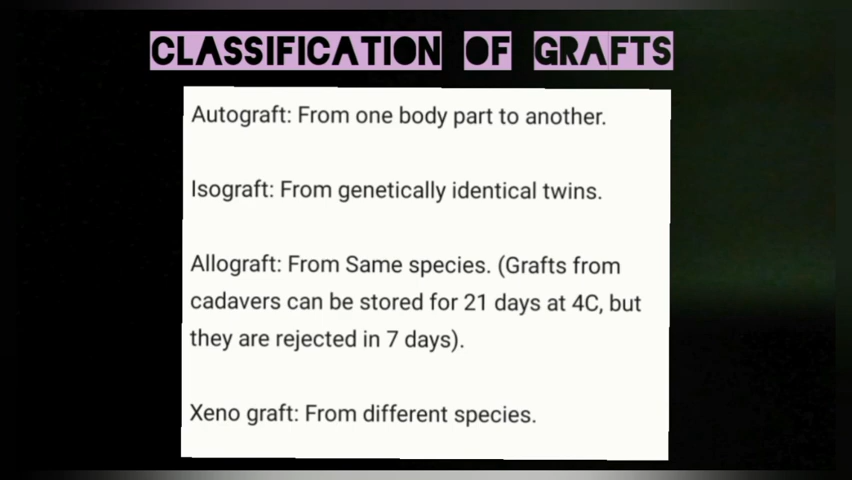 CLASSIFICATION OF GRAFTS
Autograft: From one body part to another.
Isograft: From genetically identical twins.
Allograft: From Same species. (Grafts from
cadavers can be stored for 21 days at 4C, but
they are rejected in 7 days).
Xeno graft: From different species.